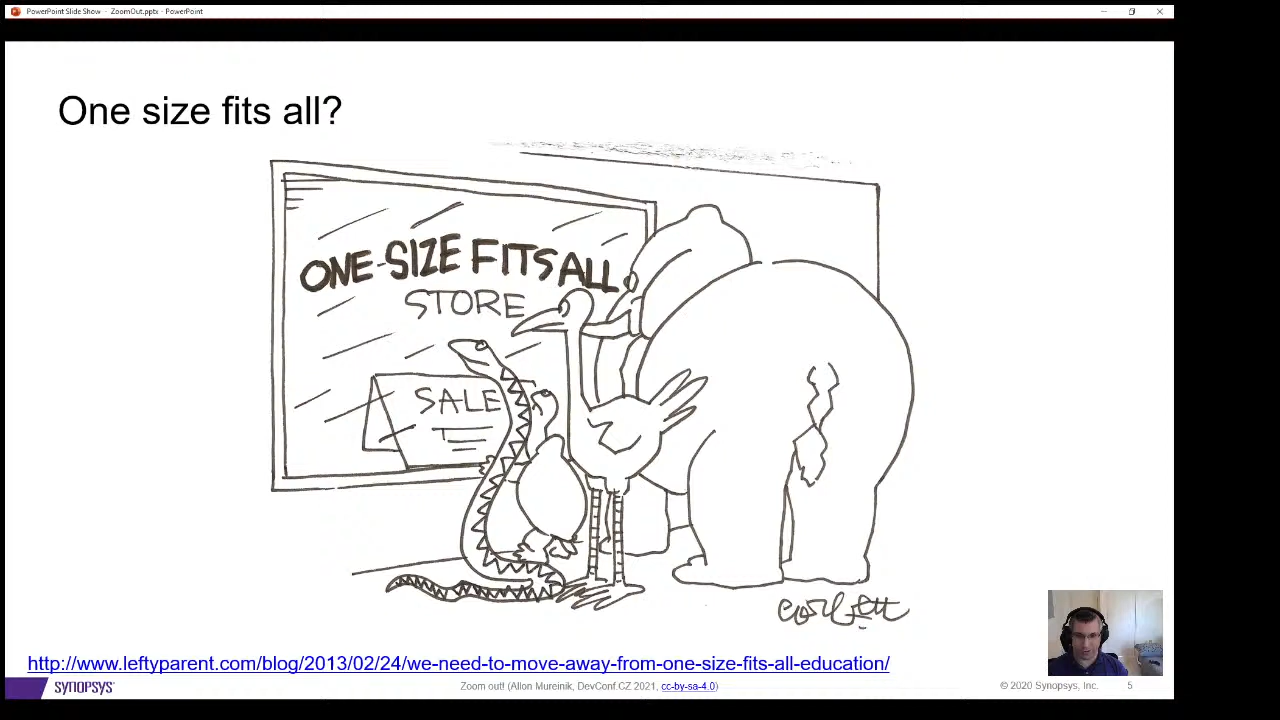 PowerPoint Slide Show - ZoomOut.pptx - PowerPoint
One size fits all?
ONE-SIZE FITS ALL
STORE
SALE
corbett
http://www.leftyparent.com/blog/2013/02/24/we-need-to-move-away-from-one-size-fits-all-education/
SYNOPSYS®
Zoom out! (Allon Mureinik, DevConf.CZ 2021, cc-by-sa-4.0)
© 2020 Synopsys, Inc.
5